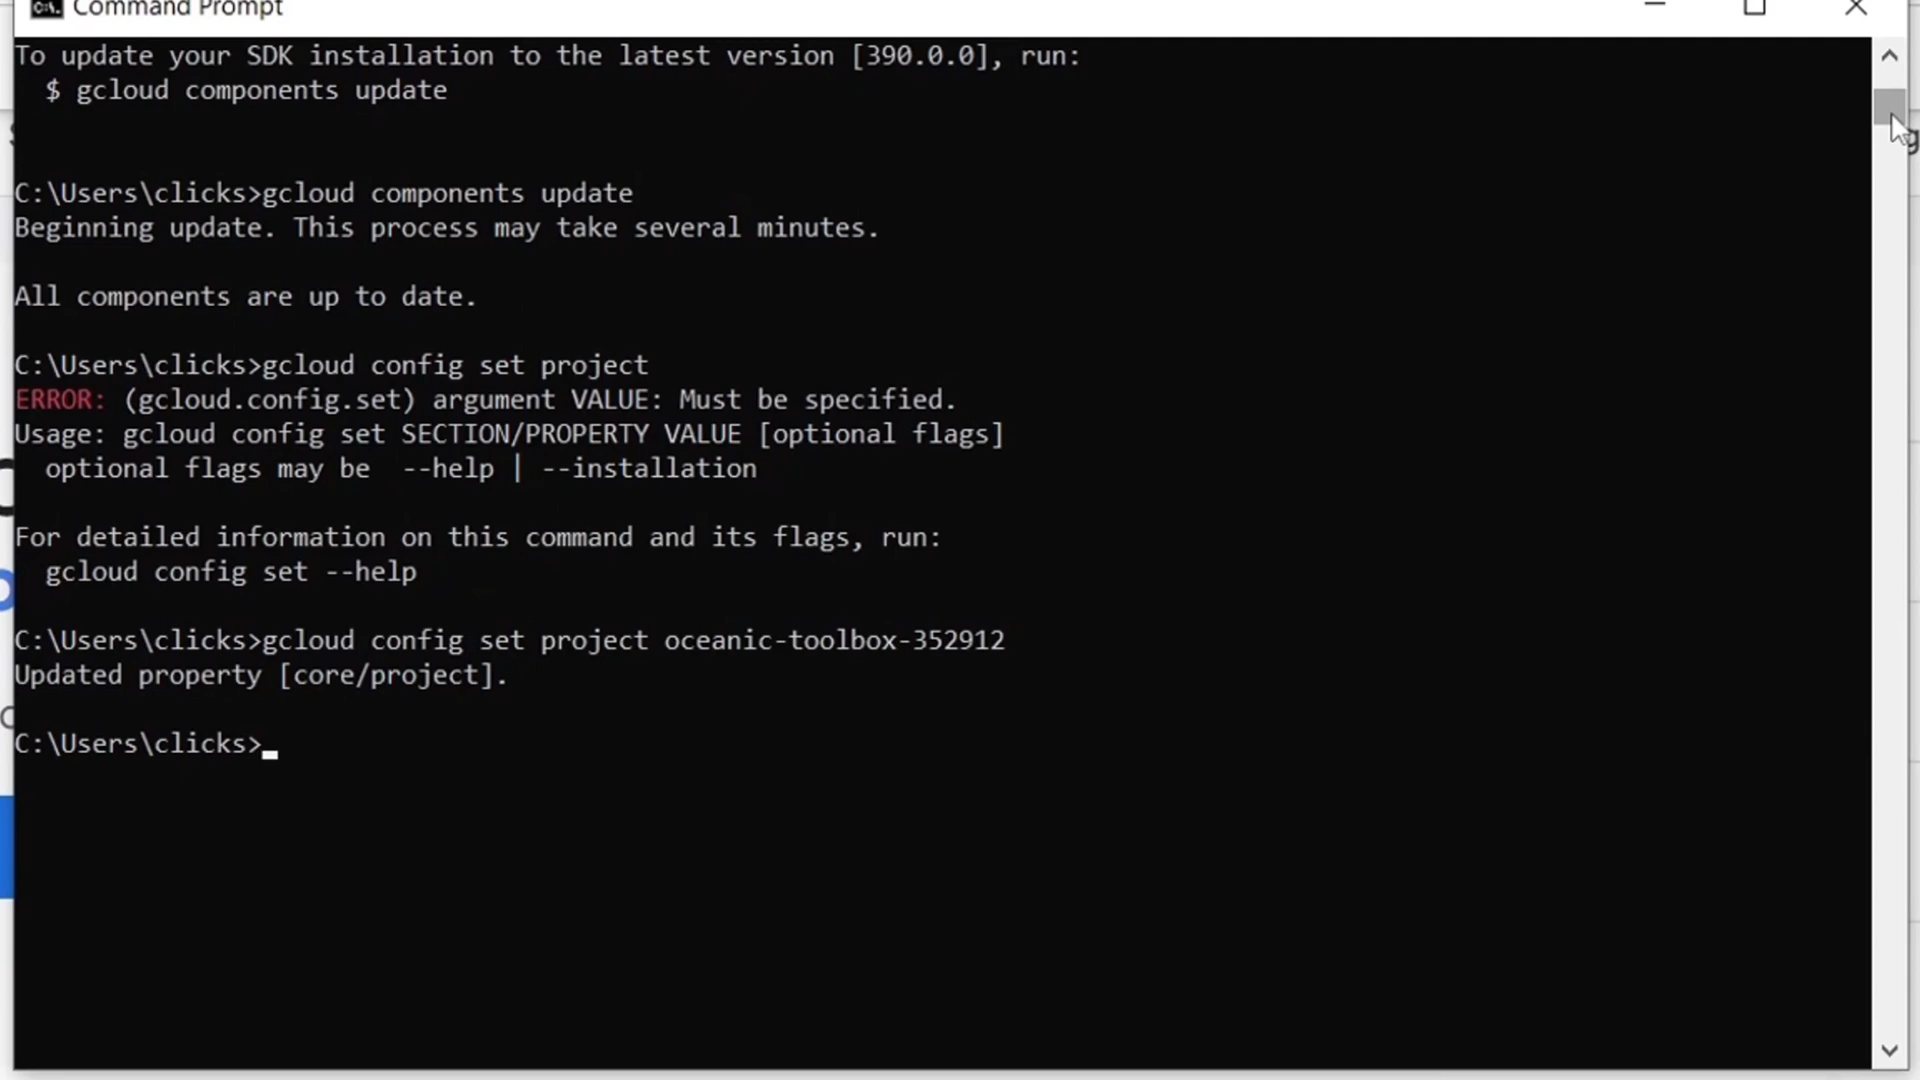 Command Prompt
To update your SDK installation to the latest version [390.0.0], run:
$ gcloud components update
C:\Users\clicks>gcloud components update
Beginning update. This process may take several minutes.
All components are up to date.
C:\Users\clicks>gcloud config set project
ERROR: (gcloud.config.set) argument VALUE: Must be specified.
Usage: gcloud config set SECTION/PROPERTY VALUE [optional flags]
optional flags may be  --help | --installation
For detailed information on this command and its flags, run:
gcloud config set --help
C:\Users\clicks>gcloud config set project oceanic-toolbox-352912
Updated property [core/project].
C:\Users\clicks>